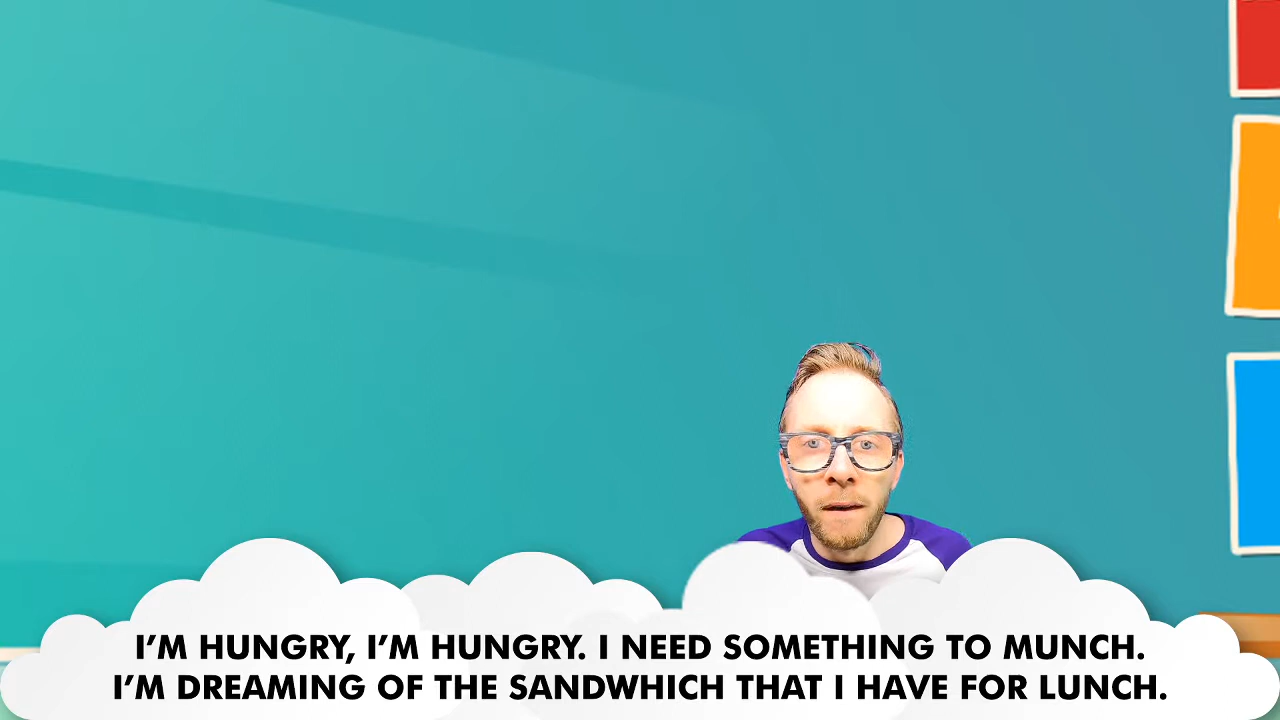 I'M HUNGRY, I'M HUNGRY. I NEED SOMETHING TO MUNCH.
I'M DREAMING OF THE SANDWHICH THAT I HAVE FOR LUNCH.